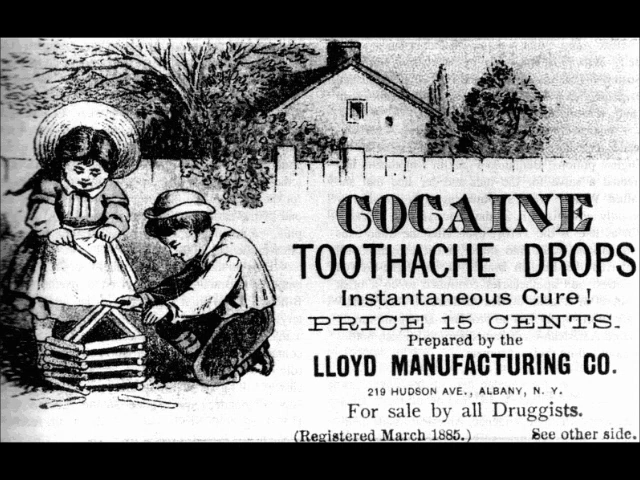 COCAINE
TOOTHACHE DROPS
Instantaneous Cure!
PRICE 15 CENTS.
Prepared by the
LLOYD MANUFACTURING CO.
219 HUDSON AVE., ALBANY, N. Y.
For sale by all Druggists.
(Registered March 1885.) See other side.